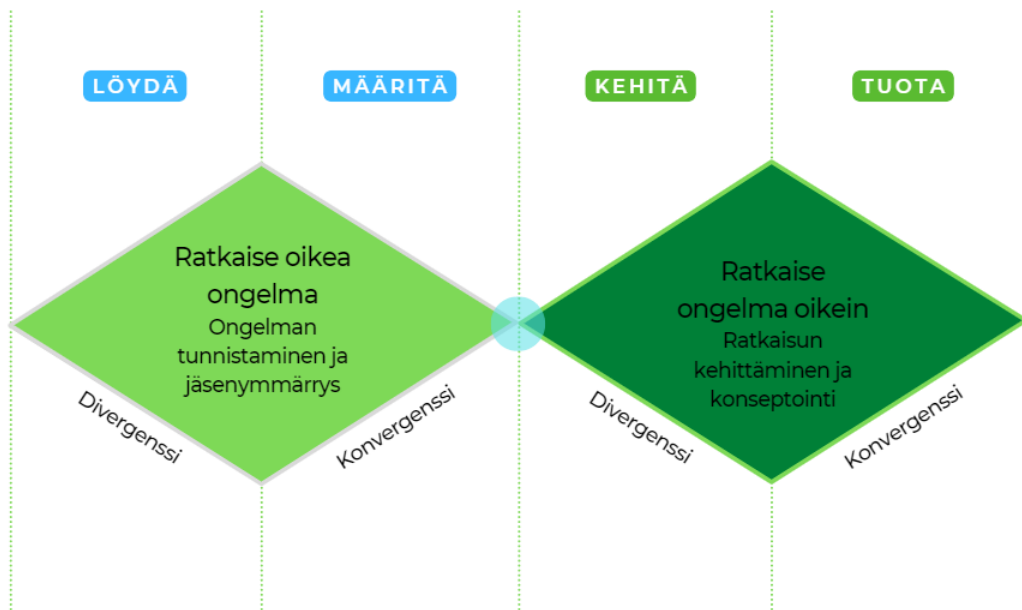 LÖYDÄ
MÄÄRITÄ
KEHITÄ
TUOTA
Ratkaise oikea
ongelma
Ongelman
tunnistaminen ja
jäsenymmärrys
Divergenssi
Konvergenssi
Ratkaise
ongelma oikein
Ratkaisun
kehittäminen ja
konseptointi
Divergenssi
Konvergenssi